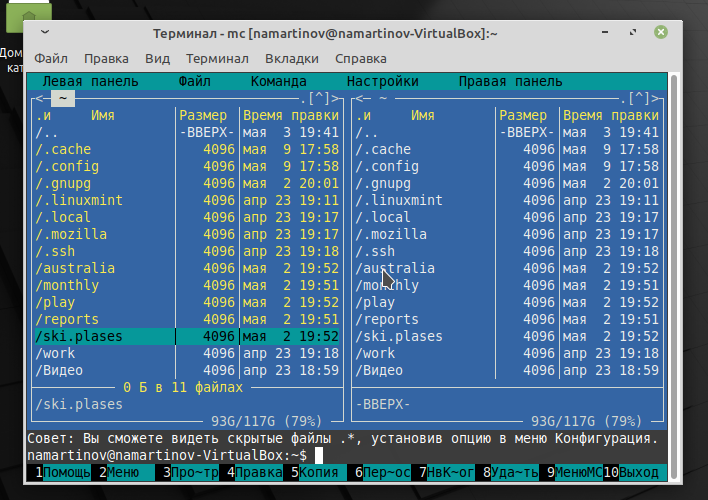 Дом
кат
Терминал - mc [namartinov@namartinov-VirtualBox]:~
Файл Правка Вид Терминал Вкладки Справка
Левая панель Файл Команда Настройки Правая панель
<─ ~ ─.[^]> <─ ~ ─.[^]>
.и Имя Размер Время правки .и Имя Размер Время правки
/.. -ВВЕРХ- мая 3 19:41 /.. -ВВЕРХ- мая 3 19:41
/.cache 4096 мая 9 17:58 /.cache 4096 мая 9 17:58
/.config 4096 мая 9 17:58 /.config 4096 мая 9 17:58
/.gnupg 4096 мая 2 20:01 /.gnupg 4096 мая 2 20:01
/.linuxmint 4096 апр 23 19:11 /.linuxmint 4096 апр 23 19:11
/.local 4096 апр 23 19:17 /.local 4096 апр 23 19:17
/.mozilla 4096 апр 23 19:17 /.mozilla 4096 апр 23 19:17
/.ssh 4096 апр 23 19:18 /.ssh 4096 апр 23 19:18
/australia 4096 мая 2 19:52 /australia 4096 мая 2 19:52
/monthly 4096 мая 2 19:51 /monthly 4096 мая 2 19:51
/play 4096 мая 2 19:52 /play 4096 мая 2 19:52
/reports 4096 мая 2 19:51 /reports 4096 мая 2 19:51
/ski.plases 4096 мая 2 19:52 /ski.plases 4096 мая 2 19:52
/work 4096 апр 23 19:18 /work 4096 апр 23 19:18
/Видео 4096 апр 23 18:59 /Видео 4096 апр 23 18:59
0 Б в 11 файлах
/ski.plases -ВВЕРХ-
93G/117G (79%) 93G/117G (79%)
Совет: Вы сможете видеть скрытые файлы .*, установив опцию в меню Конфигурация.
namartinov@namartinov-VirtualBox:~$
1Помощь 2Меню 3Про~тр 4Правка 5Копия 6Пер~ос 7НвК~ог 8Уда~ть 9МенюМС 10Выход